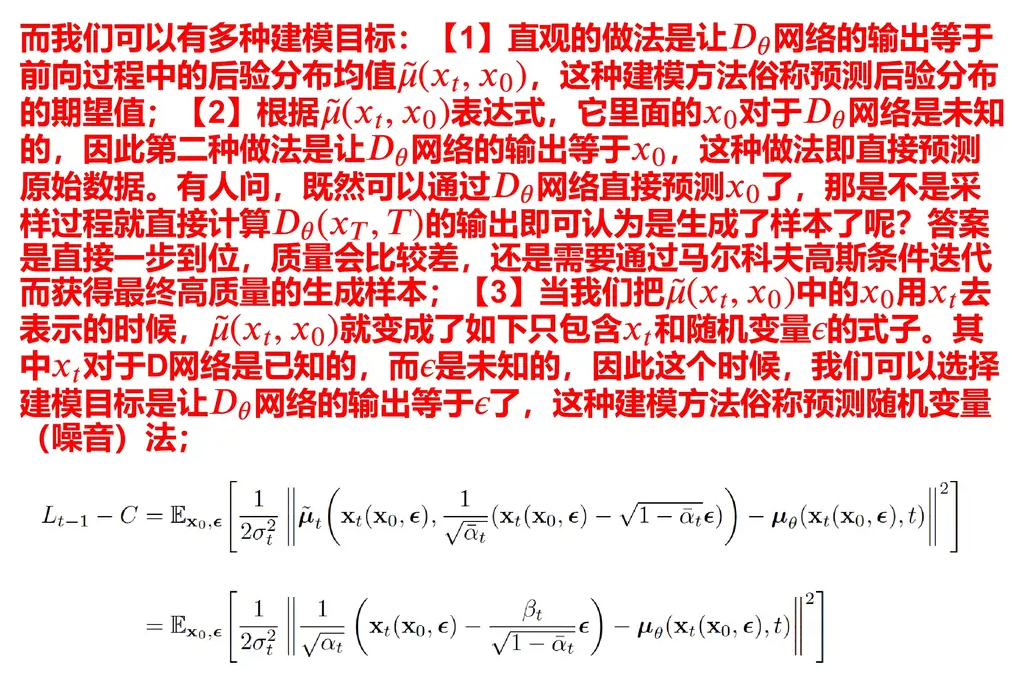 而我们可以有多种建模目标：【1】直观的做法是让$D_\theta$网络的输出等于
前向过程中的后验分布均值$\tilde{\mu}(x_t, x_0)$，这种建模方法俗称预测后验分布
的期望值；【2】根据$\tilde{\mu}(x_t, x_0)$表达式，它里面的$x_0$对于$D_\theta$网络是未知
的，因此第二种做法是让$D_\theta$网络的输出等于$x_0$，这种做法即直接预测
原始数据。有人问，既然可以通过$D_\theta$网络直接预测$x_0$了，那是不是采
样过程就直接计算$D_\theta(x_T, T)$的输出即可认为是生成了样本了呢？答案
是直接一步到位，质量会比较差，还是需要通过马尔科夫高斯条件迭代
而获得最终高质量的生成样本；【3】当我们把$\tilde{\mu}(x_t, x_0)$中的$x_0$用$x_t$去
表示的时候，$\tilde{\mu}(x_t, x_0)$就变成了如下只包含$x_t$和随机变量$\epsilon$的式子。其
中$x_t$对于D网络是已知的，而$\epsilon$是未知的，因此这个时候，我们可以选择
建模目标是让$D_\theta$网络的输出等于$\epsilon$了，这种建模方法俗称预测随机变量
（噪音）法；
$L_{t-1} - C = \mathbb{E}_{\mathbf{x}_0, \boldsymbol{\epsilon}} \left[ \frac{1}{2\sigma_t^2} \left\| \tilde{\boldsymbol{\mu}}_t \left( \mathbf{x}_t(\mathbf{x}_0, \boldsymbol{\epsilon}), \frac{1}{\sqrt{\bar{\alpha}_t}} (\mathbf{x}_t(\mathbf{x}_0, \boldsymbol{\epsilon}) - \sqrt{1 - \bar{\alpha}_t} \boldsymbol{\epsilon}) \right) - \boldsymbol{\mu}_\theta(\mathbf{x}_t(\mathbf{x}_0, \boldsymbol{\epsilon}), t) \right\|^2 \right]$
$= \mathbb{E}_{\mathbf{x}_0, \boldsymbol{\epsilon}} \left[ \frac{1}{2\sigma_t^2} \left\| \frac{1}{\sqrt{\alpha_t}} \left( \mathbf{x}_t(\mathbf{x}_0, \boldsymbol{\epsilon}) - \frac{\beta_t}{\sqrt{1 - \bar{\alpha}_t}} \boldsymbol{\epsilon} \right) - \boldsymbol{\mu}_\theta(\mathbf{x}_t(\mathbf{x}_0, \boldsymbol{\epsilon}), t) \right\|^2 \right]$